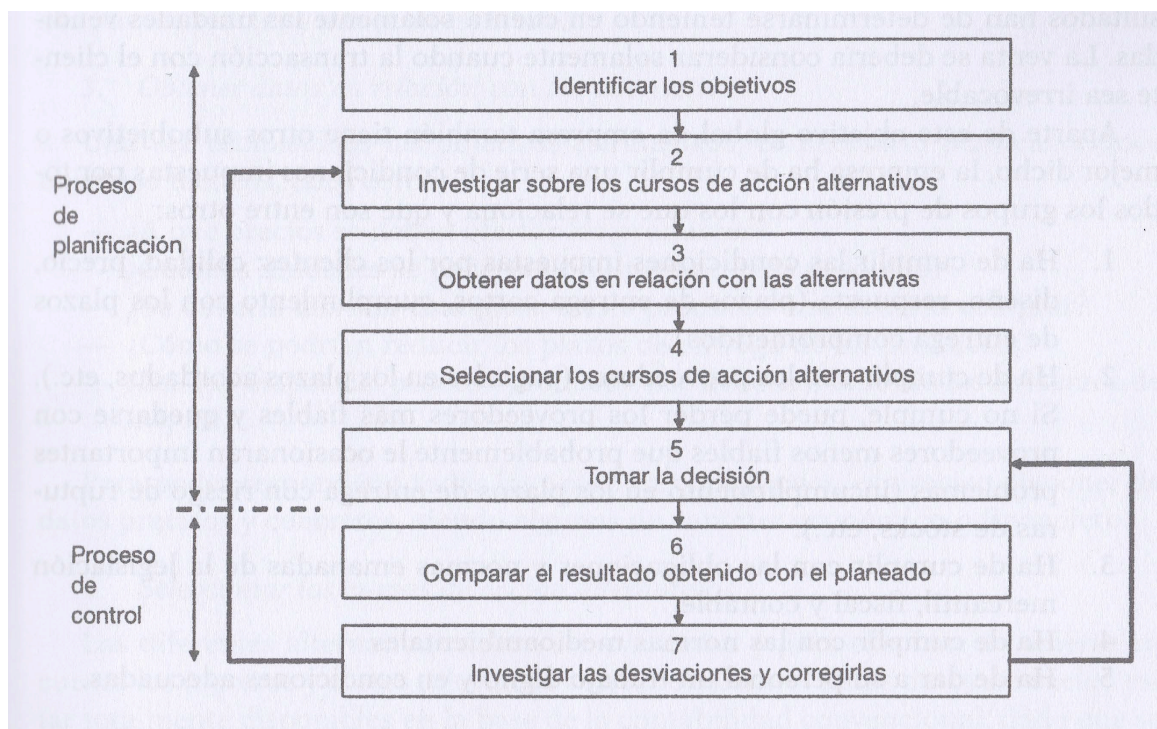 1
Identificar los objetivos
2
Investigar sobre los cursos de acción alternativos
Proceso
de
planificación
3
Obtener datos en relación con las alternativas
4
Seleccionar los cursos de acción alternativos
5
Tomar la decisión
6
Comparar el resultado obtenido con el planeado
Proceso
de
control
7
Investigar las desviaciones y corregirlas